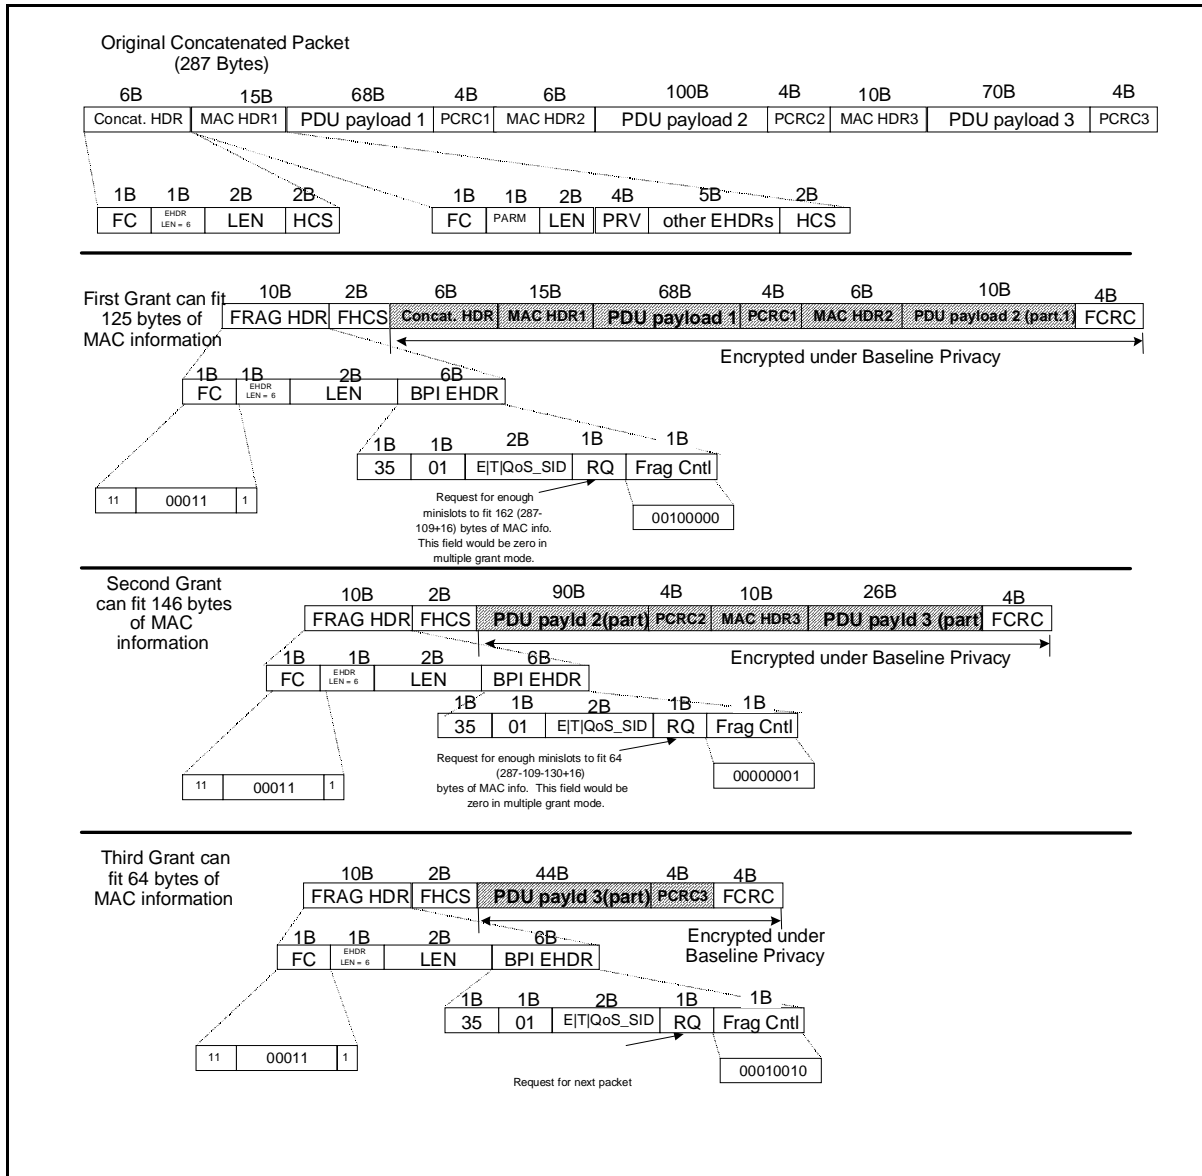 Original Concatenated Packet
(287 Bytes)
6B 15B 68B 4B 6B 100B 4B 10B 70B 4B
Concat. HDR MAC HDR1 PDU payload 1 PCRC1 MAC HDR2 PDU payload 2 PCRC2 MAC HDR3 PDU payload 3 PCRC3
1B 1B 2B 2B 1B 1B 2B 4B 5B 2B
FC EHDR LEN = 6 LEN HCS FC PARM LEN PRV other EHDRs HCS
First Grant can fit
125 bytes of
MAC information
10B 2B 6B 15B 68B 4B 6B 10B 4B
FRAG HDR FHCS Concat. HDR MAC HDR1 PDU payload 1 PCRC1 MAC HDR2 PDU payload 2 (part.1) FCRC
Encrypted under Baseline Privacy
1B 1B 2B 6B
FC EHDR LEN = 6 LEN BPI EHDR
1B 1B 2B 1B 1B
35 01 E|T|QoS_SID RQ Frag Cntl
11 00011 1
Request for enough
minislots to fit 162 (287-
109+16) bytes of MAC info.
This field would be zero in
multiple grant mode.
00100000
Second Grant
can fit 146 bytes
of MAC
information
10B 2B 90B 4B 10B 26B 4B
FRAG HDR FHCS PDU payld 2(part) PCRC2 MAC HDR3 PDU payld 3 (part) FCRC
Encrypted under Baseline Privacy
1B 1B 2B 6B
FC EHDR LEN = 6 LEN BPI EHDR
1B 1B 2B 1B 1B
35 01 E|T|QoS_SID RQ Frag Cntl
11 00011 1
Request for enough minislots to fit 64
(287-109-130+16)
bytes of MAC info. This field would be
zero in multiple grant mode.
00000001
Third Grant can
fit 64 bytes of
MAC information
10B 2B 44B 4B 4B
FRAG HDR FHCS PDU payld 3(part) PCRC3 FCRC
Encrypted under
Baseline Privacy
1B 1B 2B 6B
FC EHDR LEN = 6 LEN BPI EHDR
1B 1B 2B 1B 1B
35 01 E|T|QoS_SID RQ Frag Cntl
11 00011 1
00010010
Request for next packet